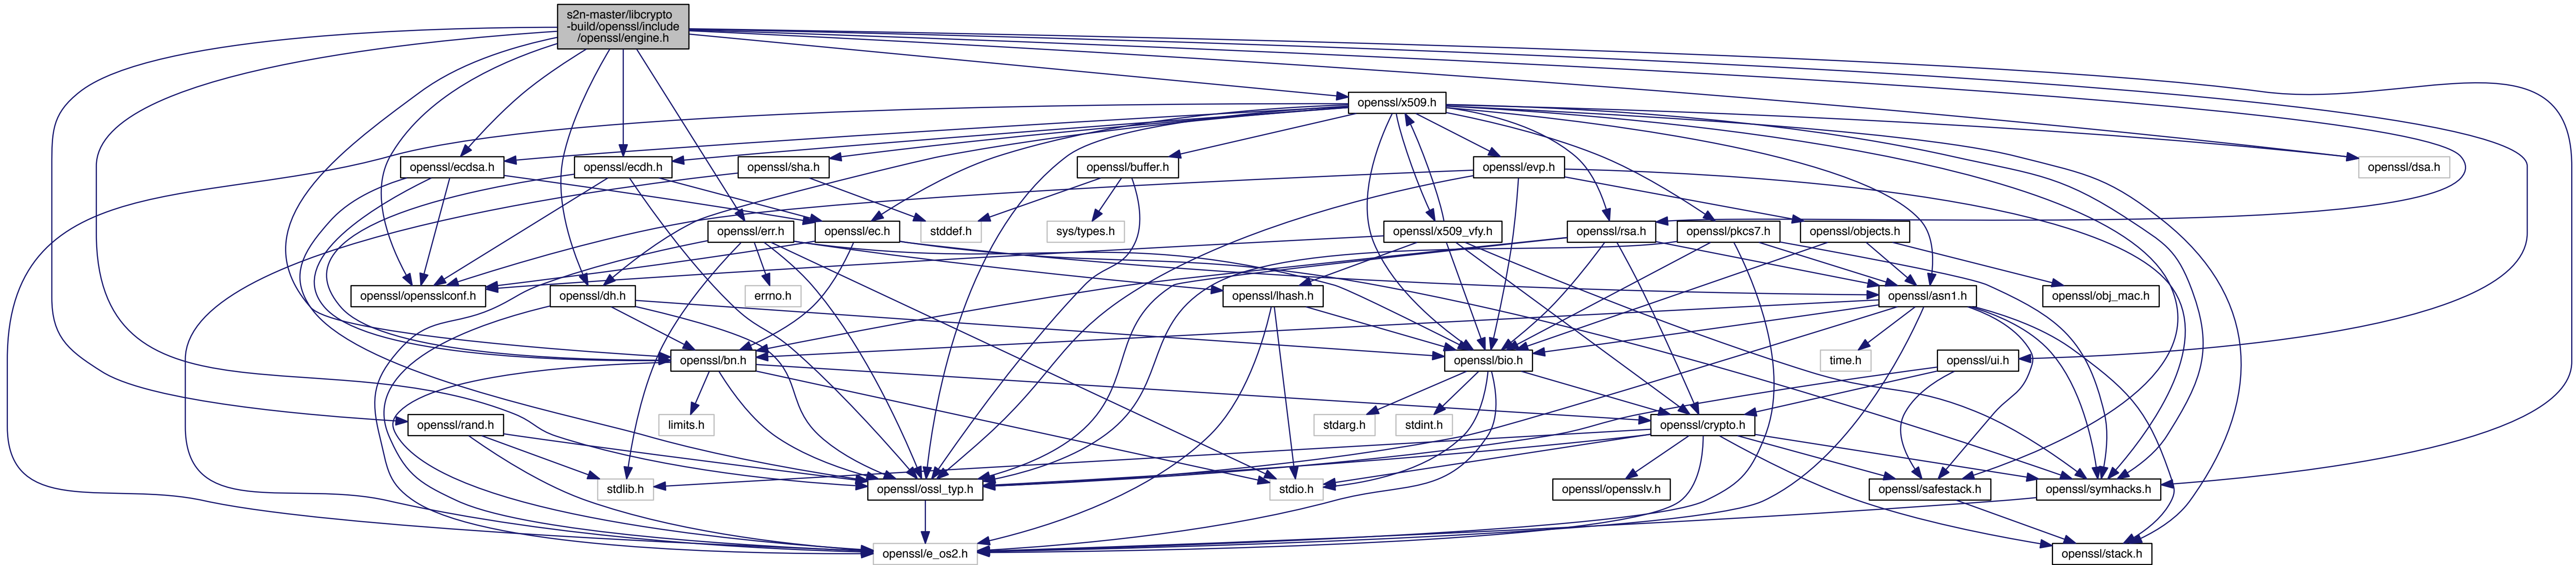 s2n-master/libcrypto
-build/openssl/include
/openssl/engine.h
openssl/x509.h
openssl/ecdsa.h
openssl/ecdh.h
openssl/sha.h
openssl/buffer.h
openssl/evp.h
openssl/dsa.h
openssl/err.h
openssl/ec.h
stddef.h
sys/types.h
openssl/x509_vfy.h
openssl/rsa.h
openssl/pkcs7.h
openssl/objects.h
openssl/opensslconf.h
openssl/dh.h
errno.h
openssl/lhash.h
openssl/asn1.h
openssl/obj_mac.h
openssl/bn.h
openssl/bio.h
time.h
openssl/ui.h
openssl/rand.h
limits.h
stdarg.h
stdint.h
openssl/crypto.h
stdlib.h
openssl/ossl_typ.h
stdio.h
openssl/opensslv.h
openssl/safestack.h
openssl/symhacks.h
openssl/e_os2.h
openssl/stack.h